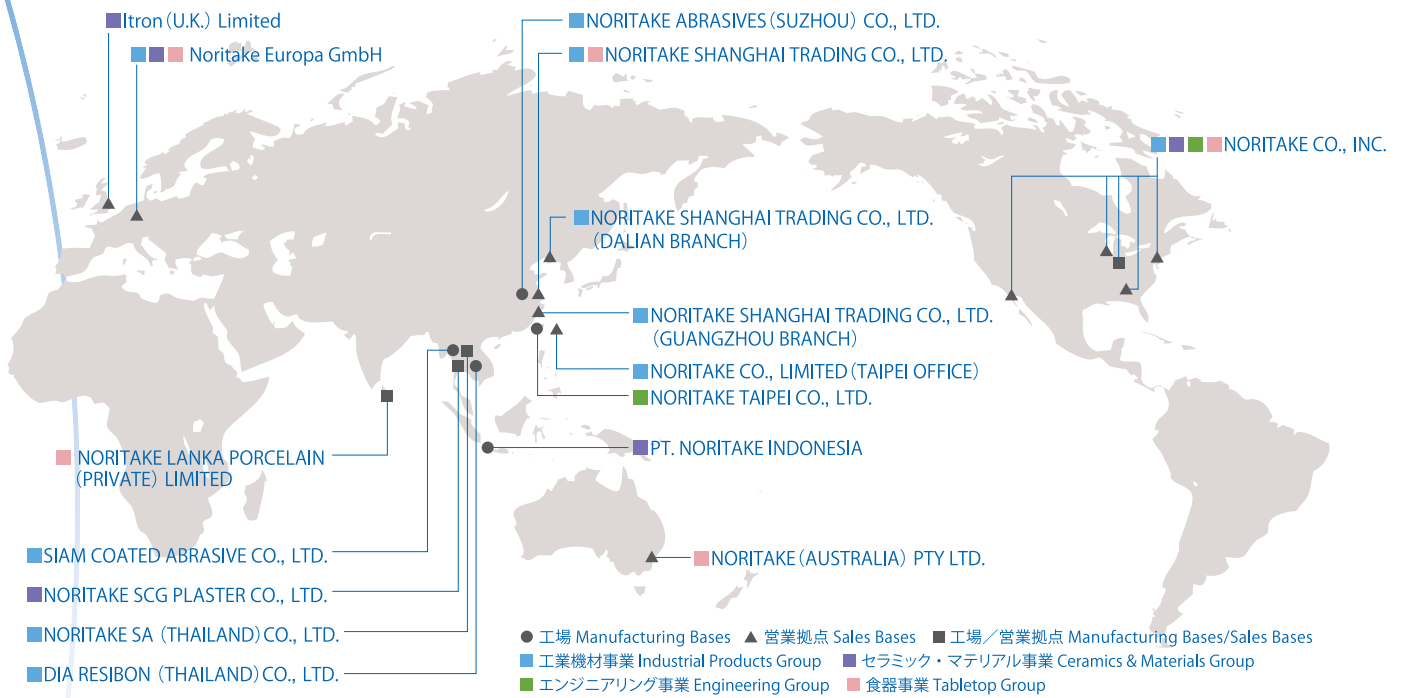 Itron (U.K.) Limited
Noritake Europa GmbH
NORITAKE ABRASIVES (SUZHOU) CO., LTD.
NORITAKE SHANGHAI TRADING CO., LTD.
NORITAKE CO., INC.
NORITAKE SHANGHAI TRADING CO., LTD.
(DALIAN BRANCH)
NORITAKE SHANGHAI TRADING CO., LTD.
(GUANGZHOU BRANCH)
NORITAKE CO., LIMITED (TAIPEI OFFICE)
NORITAKE TAIPEI CO., LTD.
PT. NORITAKE INDONESIA
NORITAKE LANKA PORCELAIN
(PRIVATE) LIMITED
SIAM COATED ABRASIVE CO., LTD.
NORITAKE SCG PLASTER CO., LTD.
NORITAKE SA (THAILAND) CO., LTD.
DIA RESIBON (THAILAND) CO., LTD.
NORITAKE (AUSTRALIA) PTY LTD.
● 工場 Manufacturing Bases ▲ 営業拠点 Sales Bases ■ 工場／営業拠点 Manufacturing Bases/Sales Bases
■ 工業機材事業 Industrial Products Group ■ セラミック・マテリアル事業 Ceramics & Materials Group
■ エンジニアリング事業 Engineering Group ■ 食器事業 Tabletop Group